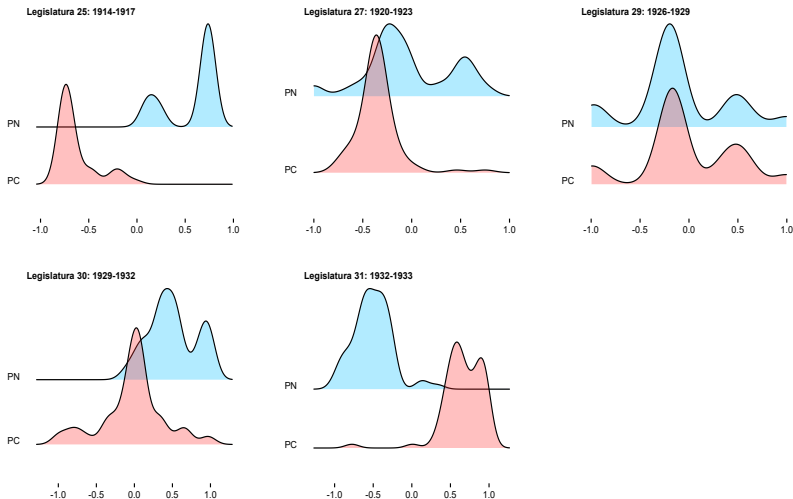 Legislatura 25: 1914-1917
PN
PC
-1.0 -0.5 0.0 0.5 1.0
Legislatura 27: 1920-1923
PN
PC
-1.0 -0.5 0.0 0.5 1.0
Legislatura 29: 1926-1929
PN
PC
-1.0 -0.5 0.0 0.5 1.0
Legislatura 30: 1929-1932
PN
PC
-1.0 -0.5 0.0 0.5 1.0
Legislatura 31: 1932-1933
PN
PC
-1.0 -0.5 0.0 0.5 1.0